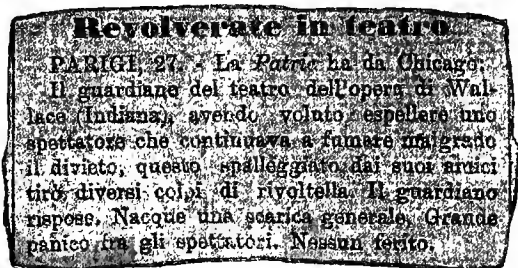 Revolverate in teatro
PARIGI, 27. - La Patrie ha da Chicago:
Il guardiano del teatro dell'opera di Wal-
lace (Indiana), avendo voluto espellere uno
spettatore che continuava a fumare malgrado
il divieto, questo spalleggiato dai suoi amici
tirò diversi colpi di rivoltella. Il guardiano
rispose. Nacque una scarica generale. Grande
panico fra gli spettatori. Nessun ferito.